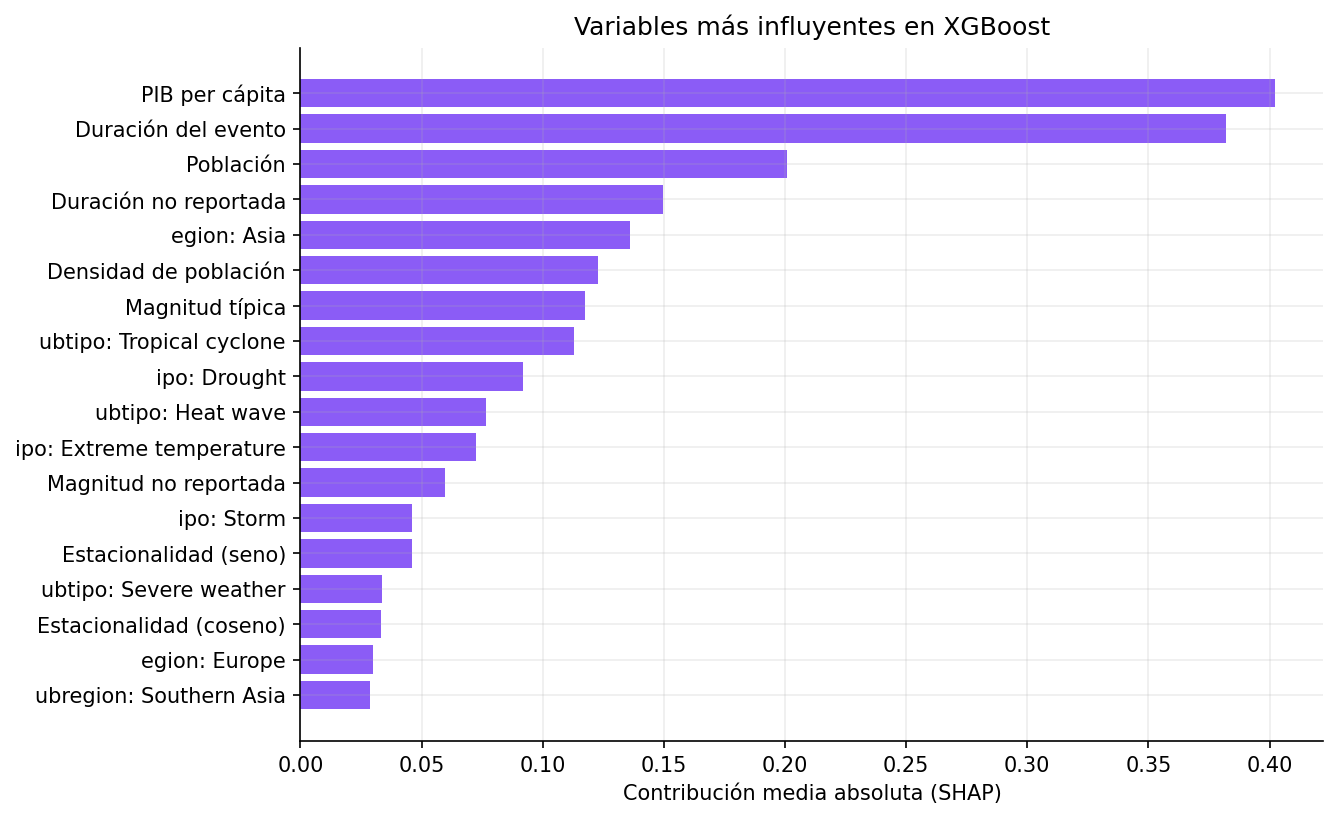 Variables más influyentes en XGBoost
PIB per cápita
Duración del evento
Población
Duración no reportada
egion: Asia
Densidad de población
Magnitud típica
ubtipo: Tropical cyclone
ipo: Drought
ubtipo: Heat wave
ipo: Extreme temperature
Magnitud no reportada
ipo: Storm
Estacionalidad (seno)
ubtipo: Severe weather
Estacionalidad (coseno)
egion: Europe
ubregion: Southern Asia
0.00 0.05 0.10 0.15 0.20 0.25 0.30 0.35 0.40
Contribución media absoluta (SHAP)